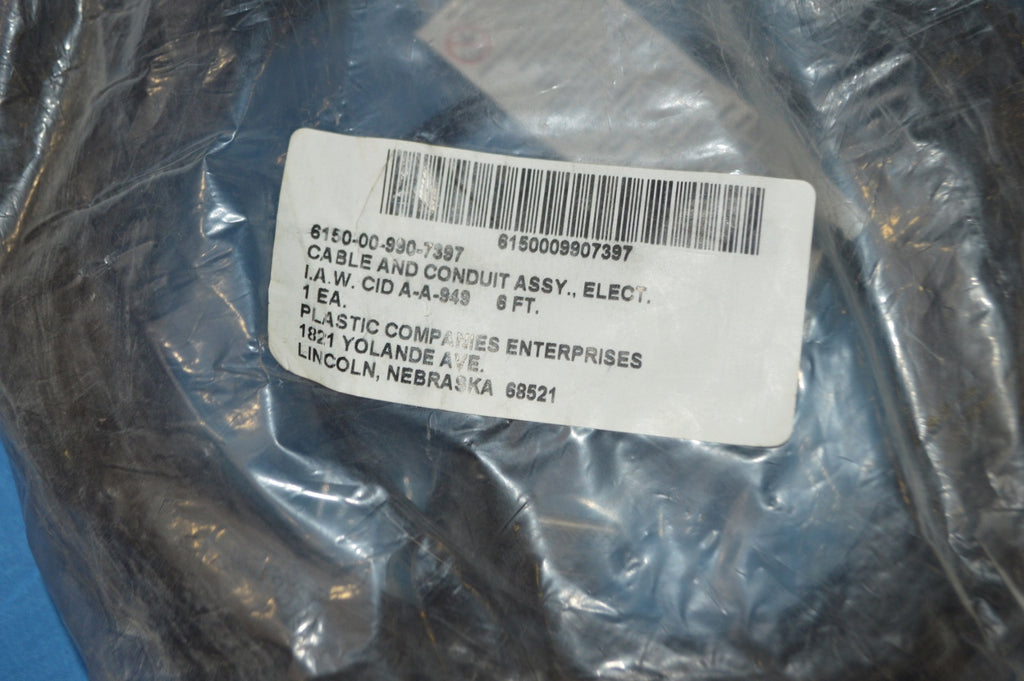 6150-00-990-7397 6150009907397
CABLE AND CONDUIT ASSY., ELECT.
I.A.W. CID A-A-949 6 FT.
1 EA.
PLASTIC COMPANIES ENTERPRISES
1821 YOLANDE AVE.
LINCOLN, NEBRASKA 68521